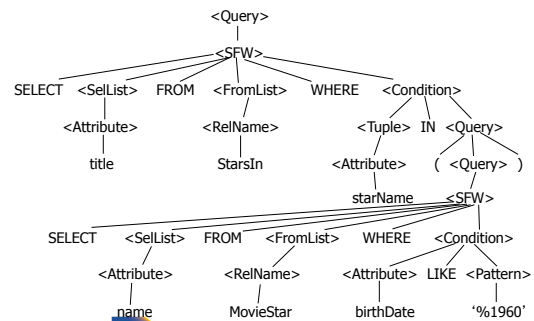 <Query>
<SFW>
SELECT <SelList> FROM <FromList> WHERE <Condition>
<Attribute> <RelName> <Tuple> IN <Query>
title StarsIn <Attribute> ( <Query> )
starName <SFW>
SELECT <SelList> FROM <FromList> WHERE <Condition>
<Attribute> <RelName> <Attribute> LIKE <Pattern>
name MovieStar birthDate ‘%1960’